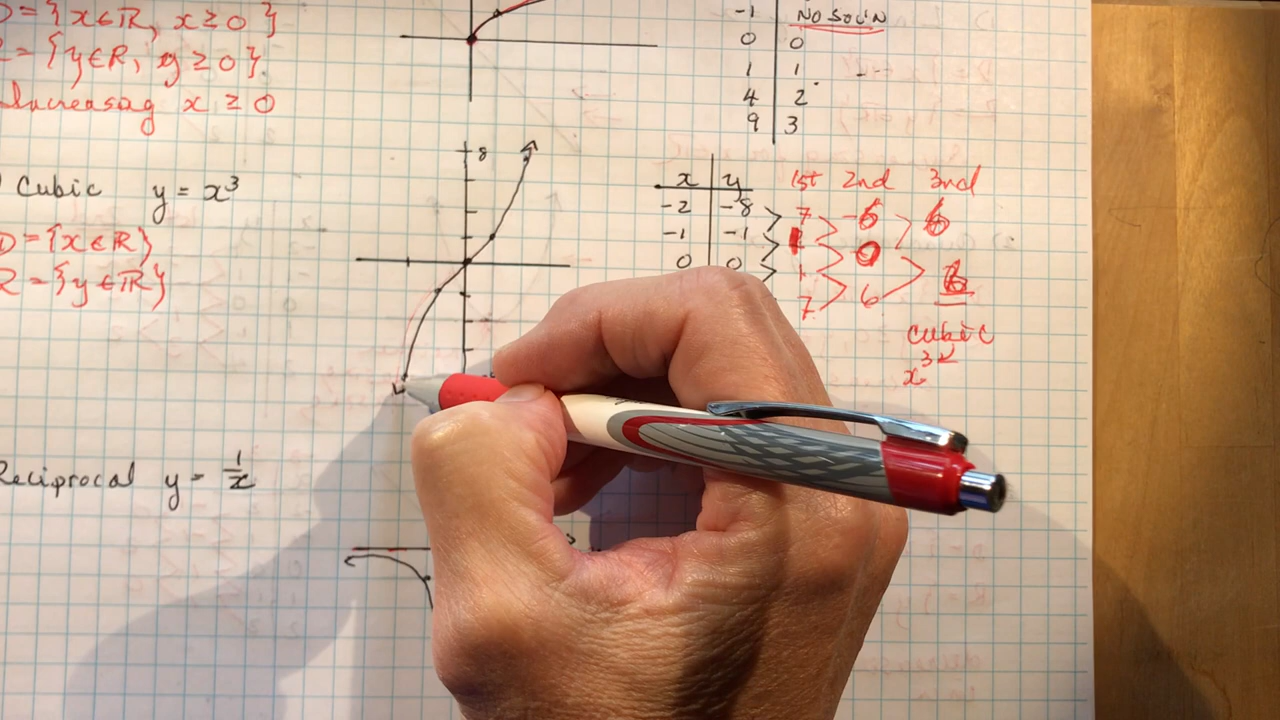 D = {x ∈ ℝ, x ≥ 0}
R = {y ∈ R, y ≥ 0}
Increasing x ≥ 0
-1 NO SOL'N
0 0
1 1
4 2
9 3
8
Cubic y = x³
D = {x ∈ R}
R = {y ∈ ℝ}
x y 1st 2nd 3rd
-2 -8 7 -6 6
-1 -1 0
0 0 1 6
7 6
cubic
x³
Reciprocal y = 1/x